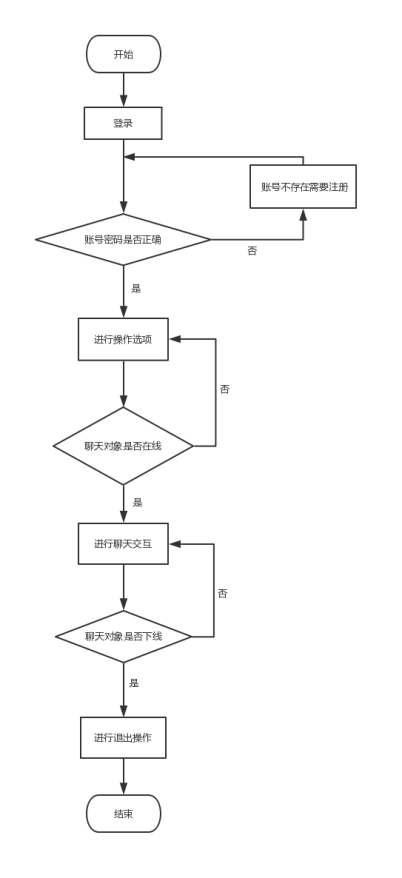 开始
登录
账号不存在需要注册
账号密码是否正确
否
是
进行操作选项
否
聊天对象是否在线
是
进行聊天交互
否
聊天对象是否下线
是
进行退出操作
结束